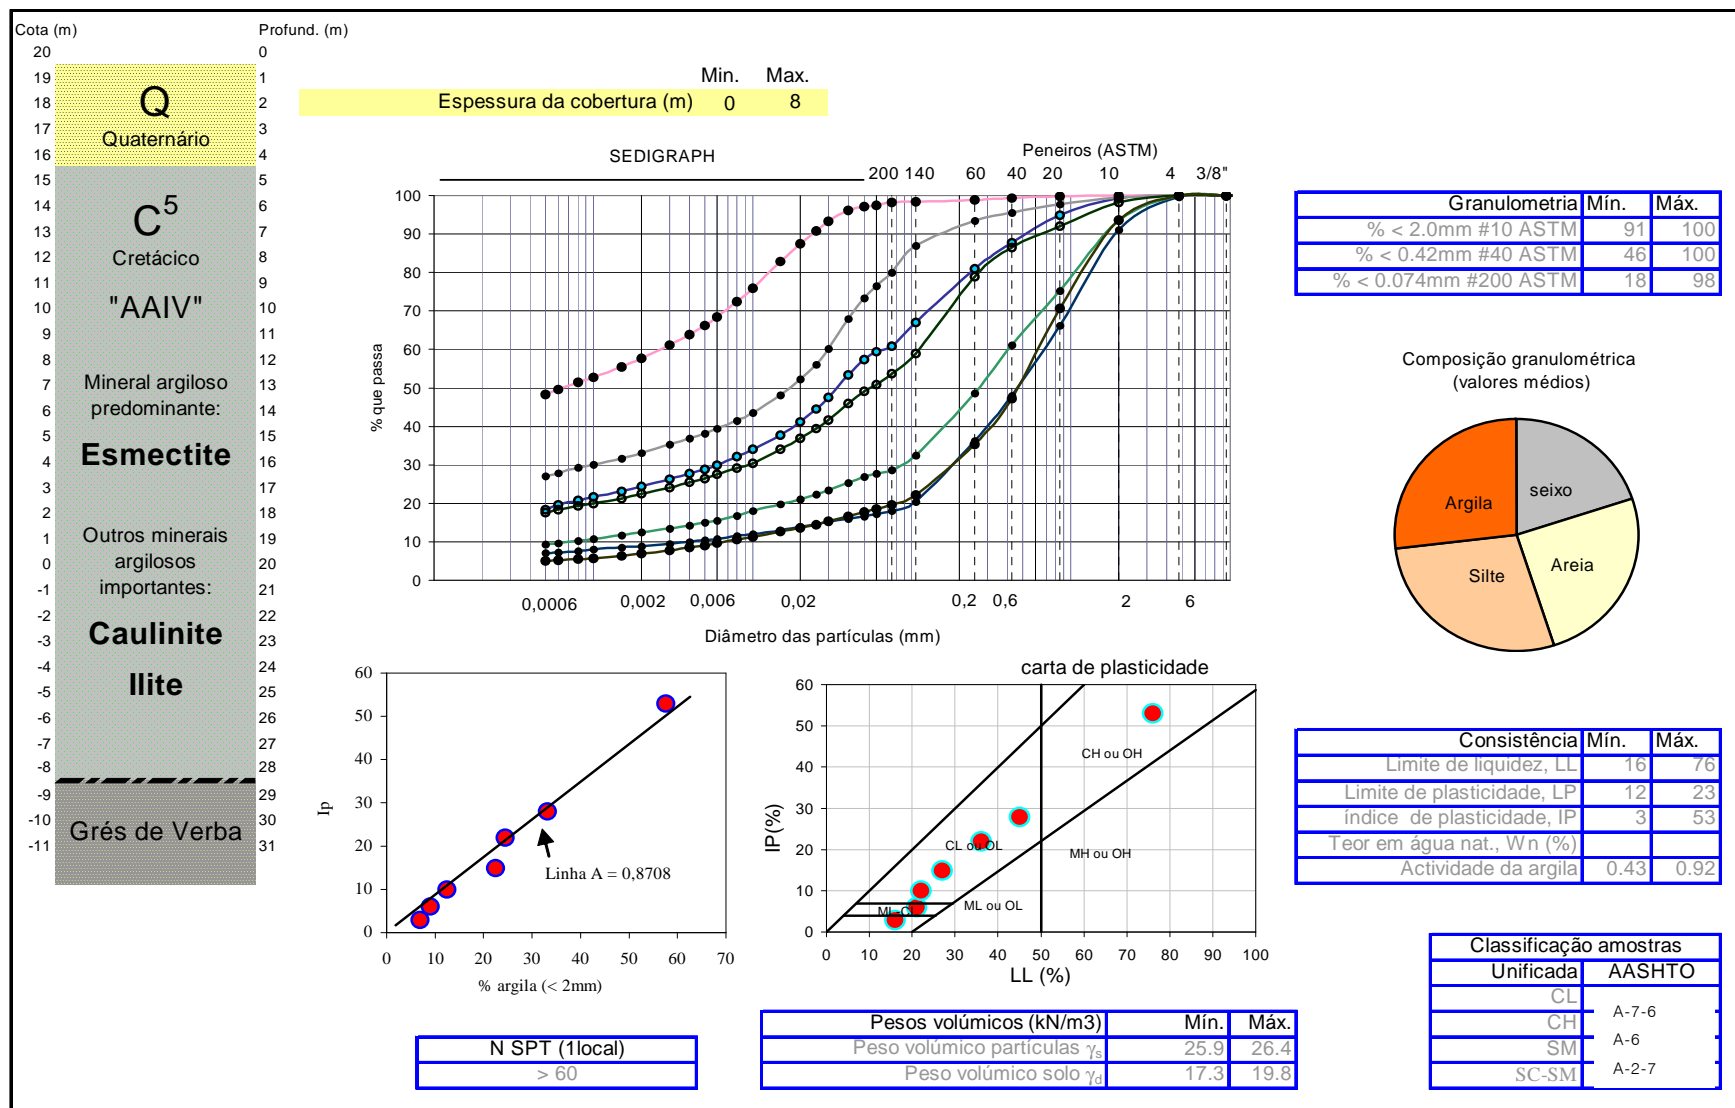 Cota (m)
Profund. (m)
20
19
18
17
16
15
14
13
12
11
10
9
8
7
6
5
4
3
2
1
0
-1
-2
-3
-4
-5
-6
-7
-8
-9
-10
-11
0
1
2
3
4
5
6
7
8
9
10
11
12
13
14
15
16
17
18
19
20
21
22
23
24
25
26
27
28
29
30
31
Q
Quaternário
C5
Cretácico
"AAIV"
Mineral argiloso
predominante:
Esmectite
Outros minerais
argilosos
importantes:
Caulinite
Ilite
Grés de Verba
Min. Max.
Espessura da cobertura (m) 0 8
SEDIGRAPH
Peneiros (ASTM)
200 140 60 40 20 10 4 3/8"
100
90
80
70
60
50
40
30
20
10
0
% que passa
0,0006 0,002 0,006 0,02 0,2 0,6 2 6
Diâmetro das partículas (mm)
Granulometria Mín. Máx.
% < 2.0mm #10 ASTM 91 100
% < 0.42mm #40 ASTM 46 100
% < 0.074mm #200 ASTM 18 98
Composição granulométrica
(valores médios)
Argila
seixo
Silte
Areia
60
50
40
30
20
10
0
Ip
Linha A = 0,8708
0 10 20 30 40 50 60 70
% argila (< 2mm)
carta de plasticidade
60
50
40
30
20
10
0
IP(%)
CH ou OH
CL ou OL
MH ou OH
ML ou OL
0 10 20 30 40 50 60 70 80 90 100
LL (%)
Consistência Mín. Máx.
Limite de liquidez, LL 16 76
Limite de plasticidade, LP 12 23
índice de plasticidade, IP 3 53
Teor em água nat., Wn (%)
Actividade da argila 0.43 0.92
Classificação amostras
Unificada AASHTO
CL
CH
SM
SC-SM
A-7-6
A-6
A-2-7
N SPT (1local)
> 60
Pesos volúmicos (kN/m3) Mín. Máx.
Peso volúmico partículas γs 25.9 26.4
Peso volúmico solo γd 17.3 19.8